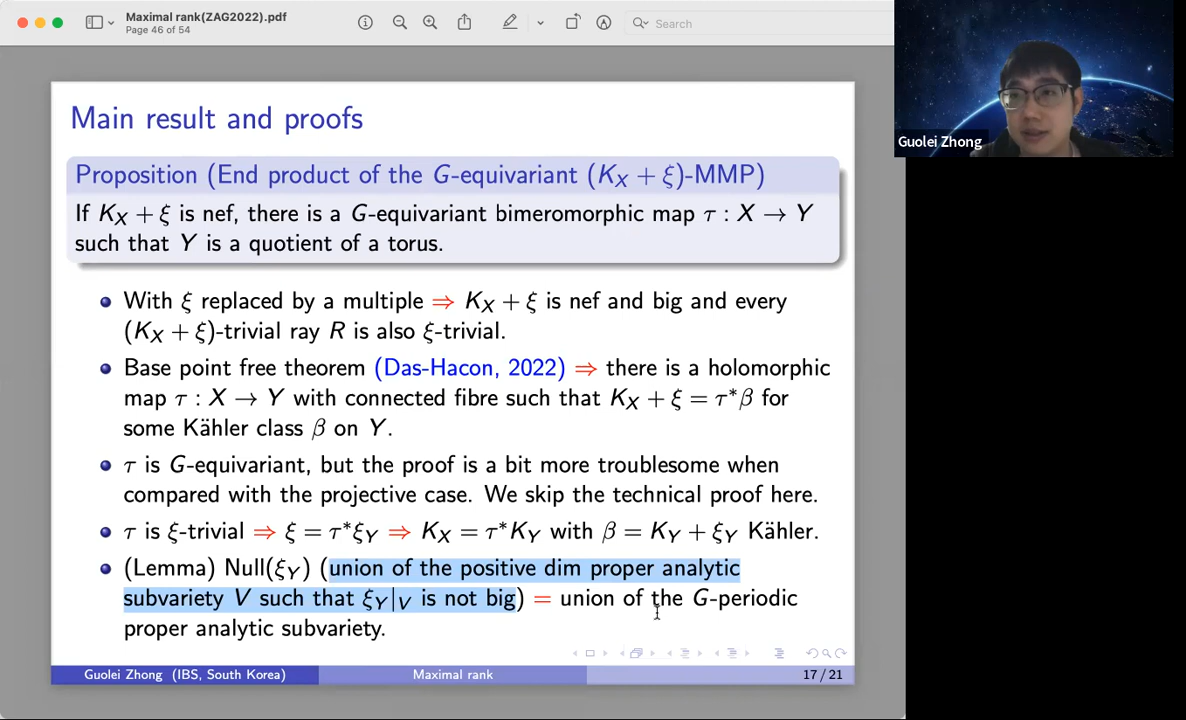 Maximal rank(ZAG2022).pdf
Page 46 of 54
Search
Guolei Zhong
Main result and proofs
Proposition (End product of the G-equivariant (K_X + ξ)-MMP)
If K_X + ξ is nef, there is a G-equivariant bimeromorphic map τ : X → Y
such that Y is a quotient of a torus.
With ξ replaced by a multiple ⇒ K_X + ξ is nef and big and every
(K_X + ξ)-trivial ray R is also ξ-trivial.
Base point free theorem (Das-Hacon, 2022) ⇒ there is a holomorphic
map τ : X → Y with connected fibre such that K_X + ξ = τ*β for
some Kähler class β on Y.
τ is G-equivariant, but the proof is a bit more troublesome when
compared with the projective case. We skip the technical proof here.
τ is ξ-trivial ⇒ ξ = τ*ξ_Y ⇒ K_X = τ*K_Y with β = K_Y + ξ_Y Kähler.
(Lemma) Null(ξ_Y) (union of the positive dim proper analytic
subvariety V such that ξ_Y|_V is not big) = union of the G-periodic
proper analytic subvariety.
Guolei Zhong (IBS, South Korea) Maximal rank 17 / 21